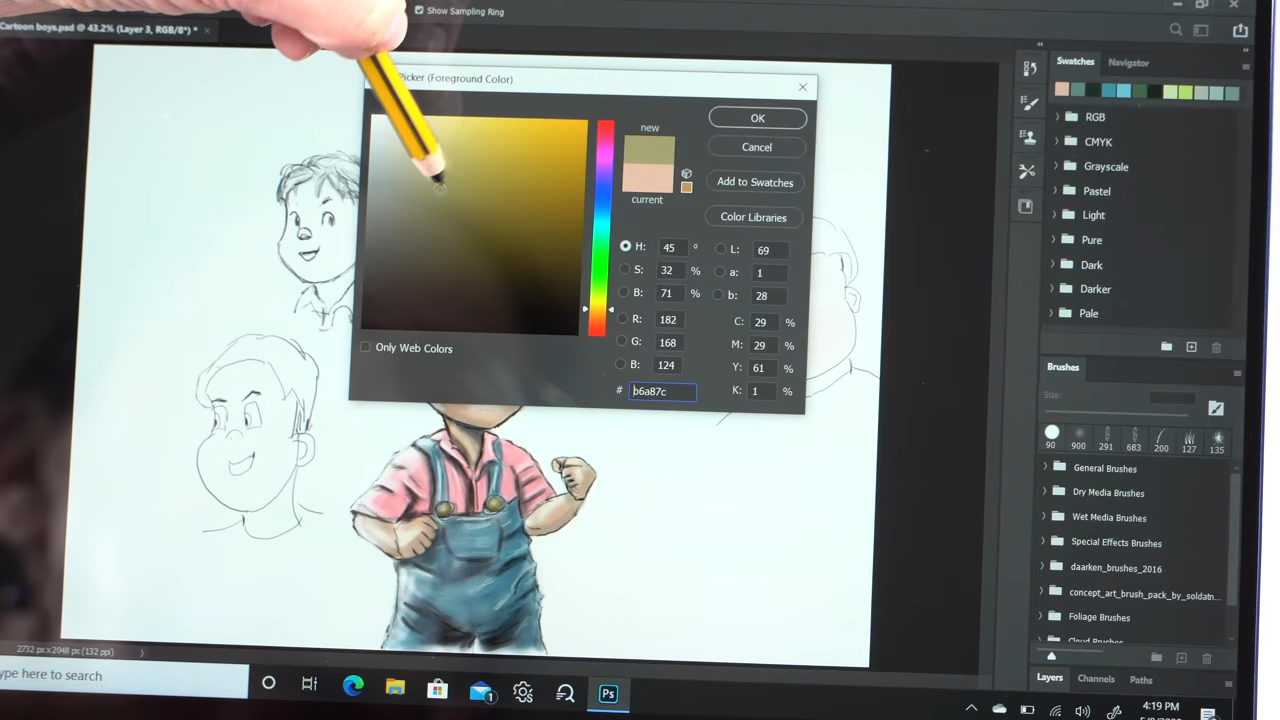 Show Sampling Ring
Cartoon boys.psd @ 43.2% (Layer 3, RGB/8*) *
Picker (Foreground Color)
OK
Cancel
Add to Swatches
Color Libraries
new
current
H: 45 °
S: 32 %
B: 71 %
R: 182
G: 168
B: 124
# b6a87c
L: 69
a: 1
b: 28
C: 29 %
M: 29 %
Y: 61 %
K: 1 %
Only Web Colors
Swatches
Navigator
RGB
CMYK
Grayscale
Pastel
Light
Pure
Dark
Darker
Pale
Brushes
Size:
90 900 291 683 200 127 135
General Brushes
Dry Media Brushes
Wet Media Brushes
Special Effects Brushes
daarken_brushes_2016
concept_art_brush_pack_by_soldatn...
Foliage Brushes
Cloud Brushes
Layers
Channels
Paths
2732 px x 2048 px (132 ppi)
ype here to search
1
Ps
4:19 PM